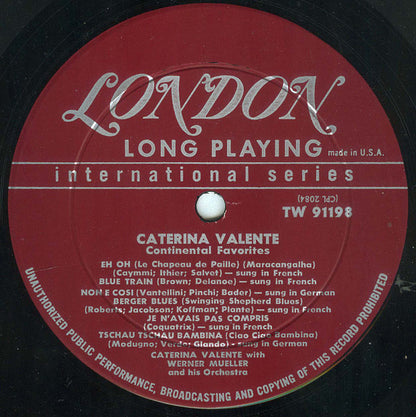 LONDON
LONG PLAYING made in U.S.A.
international series
(CPL 2084)
TW 91198
CATERINA VALENTE
Continental Favorites
EH OH (Le Chapeau de Paille) (Maracangalha)
(Caymmi; Ithier; Salvet) — sung in French
BLUE TRAIN (Brown; Delanoe) — sung in French
NON E COSI (Vantellini; Pinchi; Bader) — sung in German
BERGER BLUES (Swinging Shepherd Blues)
(Roberts; Jacobson; Koffman; Plante) — sung in French
JE N'AVAIS PAS COMPRIS
(Coquatrix) — sung in French
TSCHAU TSCHAU BAMBINA (Ciao Ciao Bambina)
(Modugno; Verde; Giande) — sung in German
CATERINA VALENTE with
WERNER MUELLER
and his Orchestra
UNAUTHORIZED PUBLIC PERFORMANCE, BROADCASTING AND COPYING OF THIS RECORD PROHIBITED